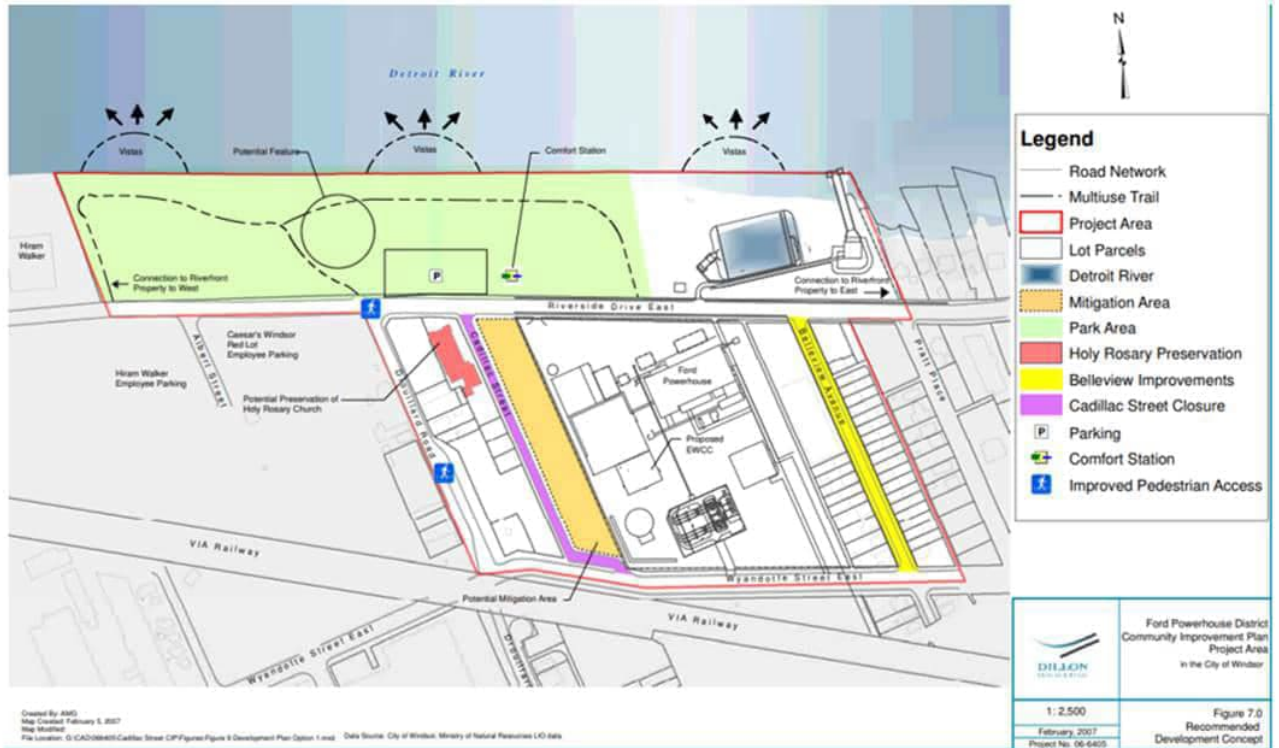 Detroit River
Vistas
Potential Feature
Vistas
Comfort Station
Vistas
Hiram
Walker
Connection to Riverfront
Property to West
P
Connection to Riverfront
Property to East
Riverside Drive East
Albert Street
Caesar's Windsor
Red Lot
Employee Parking
Hiram Walker
Employee Parking
Potential Preservation of
Holy Rosary Church
Drouillard Road
Cadillac Street
Ford
Powerhouse
Proposed
EWCC
Belleview Avenue
Pratt Place
VIA Railway
Potential Mitigation Area
Wyandotte Street East
VIA Railway
Wyandotte Street East
N
Legend
Road Network
Multiuse Trail
Project Area
Lot Parcels
Detroit River
Mitigation Area
Park Area
Holy Rosary Preservation
Belleview Improvements
Cadillac Street Closure
P Parking
Comfort Station
Improved Pedestrian Access
DILLON
CONSULTING
Ford Powerhouse District
Community Improvement Plan
Project Area
in the City of Windsor
1: 2,500
February, 2007
Project No. 06-6405
Figure 7.0
Recommended
Development Concept
Created By: AMG
Map Created: February 5, 2007
Map Modified:
Data Source: City of Windsor, Ministry of Natural Resources LIO data